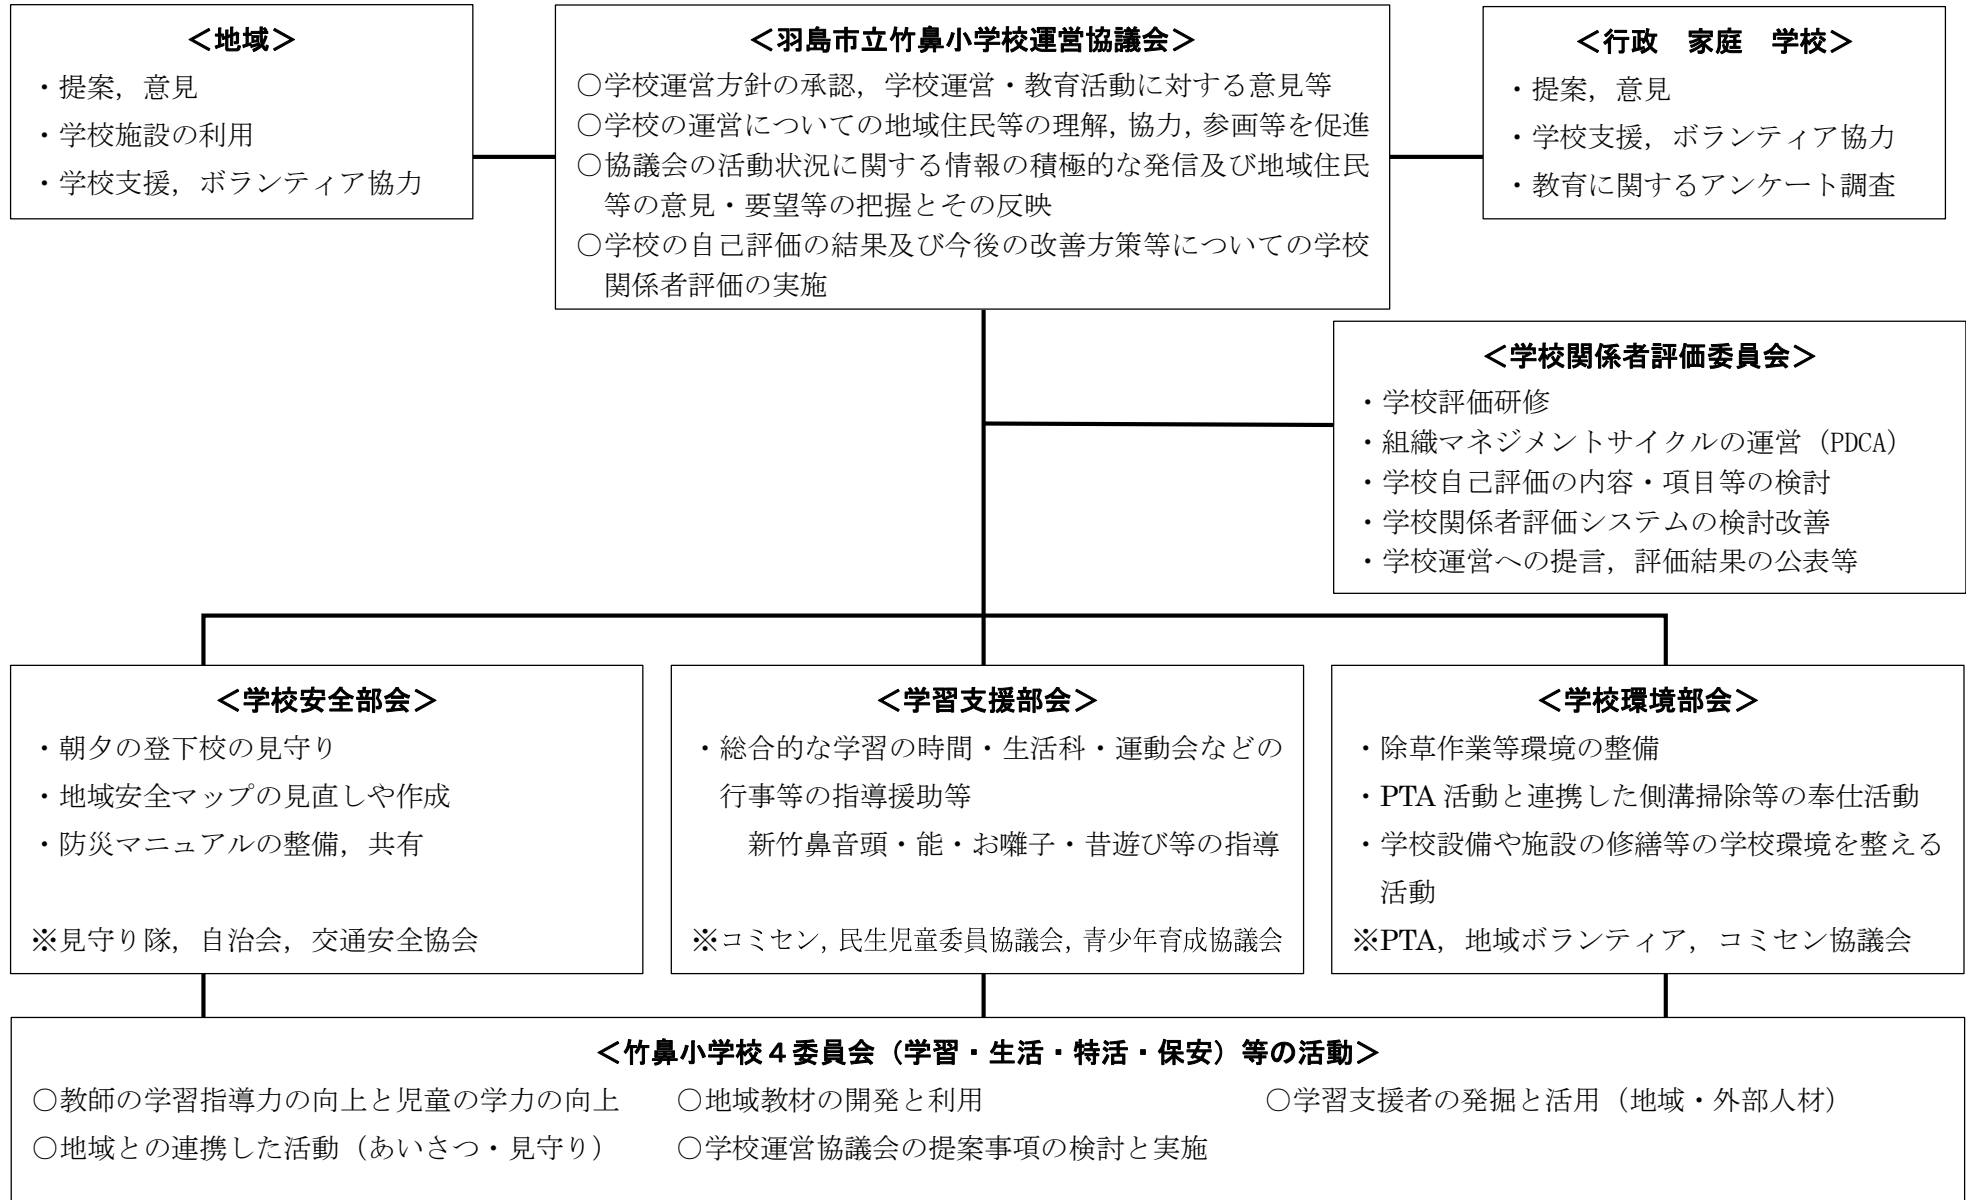 ＜地域＞
・提案，意見
・学校施設の利用
・学校支援，ボランティア協力
＜羽島市立竹鼻小学校運営協議会＞
○学校運営方針の承認，学校運営・教育活動に対する意見等
○学校の運営についての地域住民等の理解，協力，参画等を促進
○協議会の活動状況に関する情報の積極的な発信及び地域住民
等の意見・要望等の把握とその反映
○学校の自己評価の結果及び今後の改善方策等についての学校
関係者評価の実施
＜行政　家庭　学校＞
・提案，意見
・学校支援，ボランティア協力
・教育に関するアンケート調査
＜学校関係者評価委員会＞
・学校評価研修
・組織マネジメントサイクルの運営（PDCA）
・学校自己評価の内容・項目等の検討
・学校関係者評価システムの検討改善
・学校運営への提言，評価結果の公表等
＜学校安全部会＞
・朝夕の登下校の見守り
・地域安全マップの見直しや作成
・防災マニュアルの整備，共有
※見守り隊，自治会，交通安全協会
＜学習支援部会＞
・総合的な学習の時間・生活科・運動会などの
行事等の指導援助等
新竹鼻音頭・能・お囃子・昔遊び等の指導
※コミセン，民生児童委員協議会，青少年育成協議会
＜学校環境部会＞
・除草作業等環境の整備
・PTA 活動と連携した側溝掃除等の奉仕活動
・学校設備や施設の修繕等の学校環境を整える
活動
※PTA，地域ボランティア，コミセン協議会
＜竹鼻小学校４委員会（学習・生活・特活・保安）等の活動＞
○教師の学習指導力の向上と児童の学力の向上　○地域教材の開発と利用　○学習支援者の発掘と活用（地域・外部人材）
○地域との連携した活動（あいさつ・見守り）　○学校運営協議会の提案事項の検討と実施